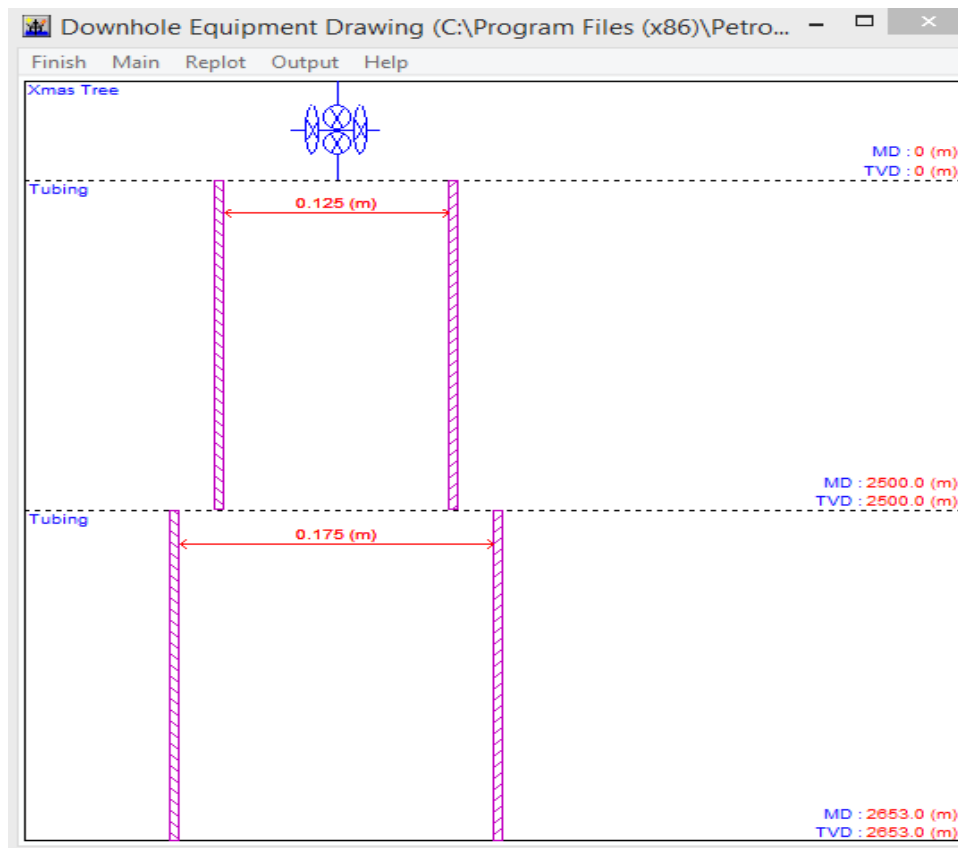 Downhole Equipment Drawing (C:\Program Files (x86)\Petro...
Finish Main Replot Output Help
Xmas Tree
MD : 0 (m)
TVD : 0 (m)
Tubing
0.125 (m)
MD : 2500.0 (m)
TVD : 2500.0 (m)
Tubing
0.175 (m)
MD : 2653.0 (m)
TVD : 2653.0 (m)